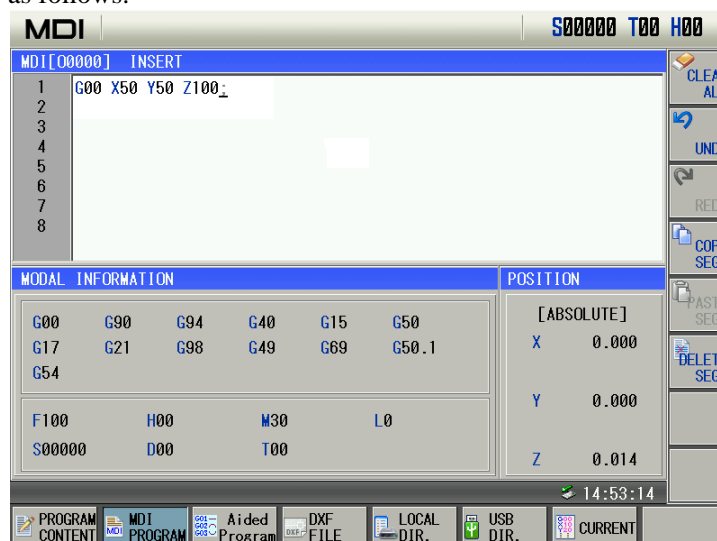 as follows:
MDI S00000 T00 H00
MDI[O0000] INSERT
1 G00 X50 Y50 Z100;
2
3
4
5
6
7
8
CLEA
AL
UND
RED
COP
SEG
PAST
SEG
DELET
SEG
MODAL INFORMATION
G00 G90 G94 G40 G15 G50
G17 G21 G98 G49 G69 G50.1
G54
F100 H00 M30 L0
S00000 D00 T00
POSITION
[ABSOLUTE]
X 0.000
Y 0.000
Z 0.014
14:53:14
PROGRAM CONTENT
MDI PROGRAM
Aided Program
DXF FILE
LOCAL DIR.
USB DIR.
CURRENT